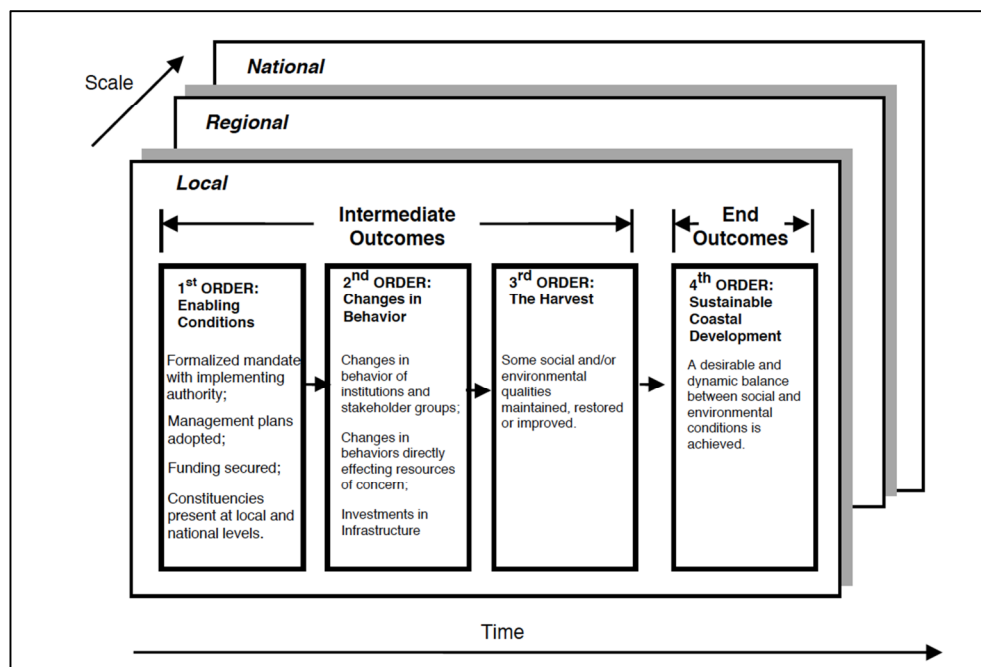 Scale
National
Regional
Local
Intermediate
Outcomes
End
Outcomes
1st ORDER:
Enabling
Conditions
Formalized mandate
with implementing
authority;
Management plans
adopted;
Funding secured;
Constituencies
present at local and
national levels.
2nd ORDER:
Changes in
Behavior
Changes in
behavior of
institutions and
stakeholder groups;
Changes in
behaviors directly
effecting resources
of concern;
Investments in
Infrastructure
3rd ORDER:
The Harvest
Some social and/or
environmental
qualities
maintained, restored
or improved.
4th ORDER:
Sustainable
Coastal
Development
A desirable and
dynamic balance
between social and
environmental
conditions is
achieved.
Time